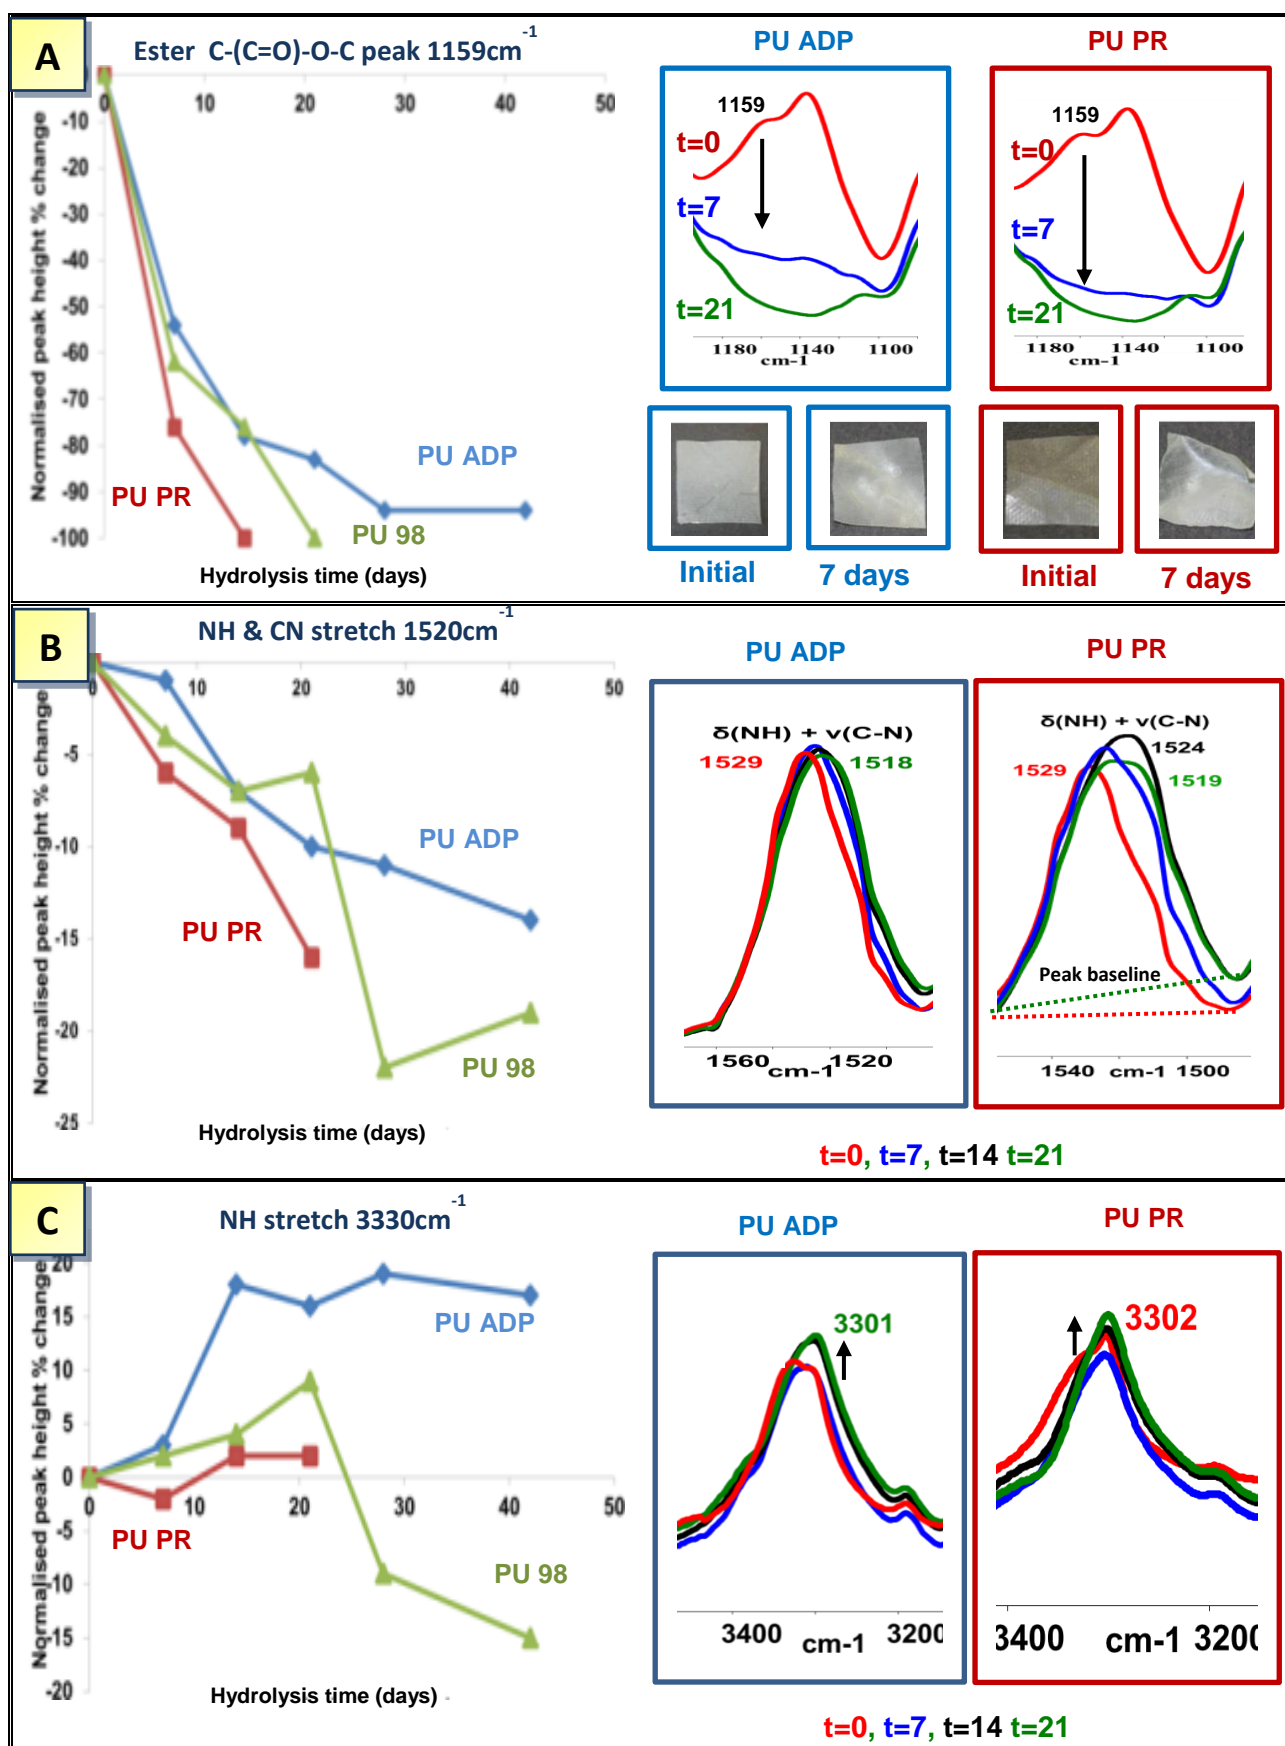 A
Ester C-(C=O)-O-C peak 1159cm-1
Normalised peak height % change
0
-10
-20
-30
-40
-50
-60
-70
-80
-90
-100
0 10 20 30 40 50
PU ADP
PU PR
PU 98
Hydrolysis time (days)
PU ADP
1159
t=0
t=7
t=21
1180 1140 1100
cm-1
PU PR
1159
t=0
t=7
t=21
1180 1140 1100
cm-1
Initial
7 days
Initial
7 days
B
NH & CN stretch 1520cm-1
Normalised peak height % change
0 10 20 30 40 50
-5
-10
-15
-20
-25
PU ADP
PU PR
PU 98
Hydrolysis time (days)
PU ADP
δ(NH) + ν(C-N)
1529 1518
1560 cm-1 1520
PU PR
δ(NH) + ν(C-N)
1524
1529
1519
Peak baseline
1540 cm-1 1500
t=0, t=7, t=14 t=21
C
NH stretch 3330cm-1
Normalised peak height % change
20
15
10
5
0
-5
-10
-15
-20
0 10 20 30 40 50
PU ADP
PU PR
PU 98
Hydrolysis time (days)
PU ADP
3301
3400 cm-1 3200
PU PR
3302
3400 cm-1 3200
t=0, t=7, t=14 t=21